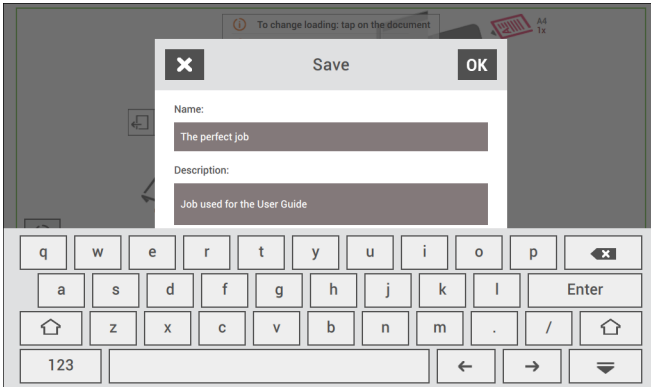 To change loading: tap on the document
A4
1x
Save
OK
Name:
The perfect job
Description:
Job used for the User Guide
q w e r t y u i o p
a s d f g h j k l Enter
z x c v b n m . /
123